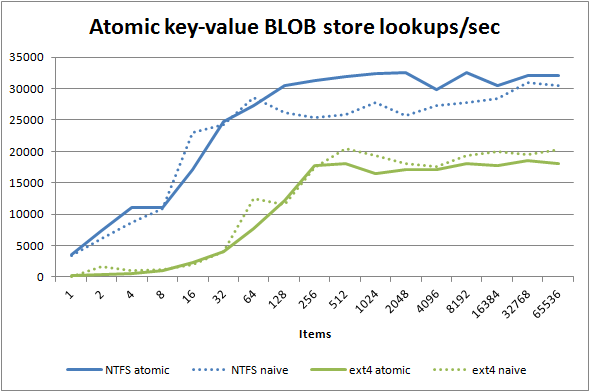 Atomic key-value BLOB store lookups/sec
35000
30000
25000
20000
15000
10000
5000
0
1 2 4 8 16 32 64 128 256 512 1024 2048 4096 8192 16384 32768 65536
Items
NTFS atomic NTFS naive ext4 atomic ext4 naive